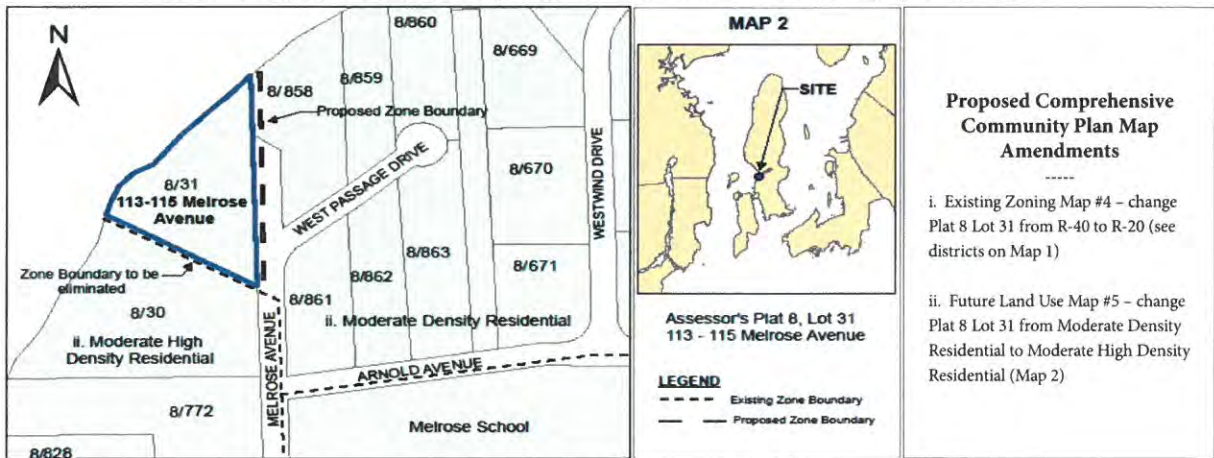 N
8/860
8/669
8/859
8/858
Proposed Zone Boundary
8/31
113-115 Melrose
Avenue
WEST PASSAGE DRIVE
8/670
WESTWIND DRIVE
Zone Boundary to be
eliminated
8/863
8/862
8/671
8/861
8/30
ii. Moderate High
Density Residential
ii. Moderate Density Residential
MELROSE AVENUE
ARNOLD AVENUE
8/772
Melrose School
8/828
MAP 2
SITE
Assessor's Plat 8, Lot 31
113 - 115 Melrose Avenue
LEGEND
Existing Zone Boundary
Proposed Zone Boundary
Proposed Comprehensive
Community Plan Map
Amendments
-----
i. Existing Zoning Map #4 – change
Plat 8 Lot 31 from R-40 to R-20 (see
districts on Map 1)
ii. Future Land Use Map #5 – change
Plat 8 Lot 31 from Moderate Density
Residential to Moderate High Density
Residential (Map 2)